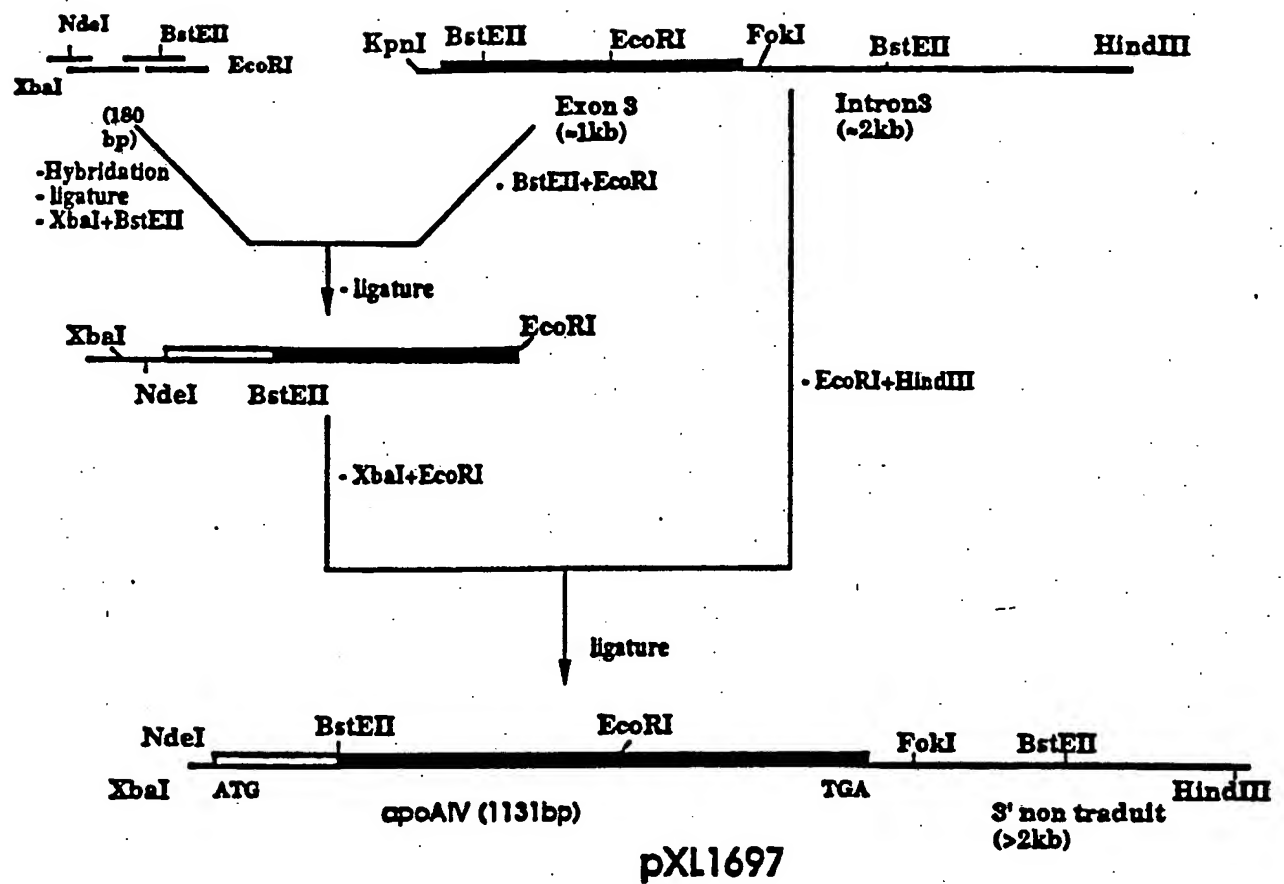 NdeI
BstEII
XbaI
EcoRI
KpnI
BstEII
EcoRI
FokI
BstEII
HindIII
(180
bp)
-Hybridation
- ligature
- XbaI+BstEII
Exon 3
(≈1kb)
Intron3
(≈2kb)
- BstEII+EcoRI
- ligature
XbaI
EcoRI
NdeI
BstEII
- EcoRI+HindIII
- XbaI+EcoRI
ligature
NdeI
BstEII
EcoRI
FokI
BstEII
XbaI
ATG
TGA
HindIII
apoAIV (1131bp)
3' non traduit
(>2kb)
pXL1697